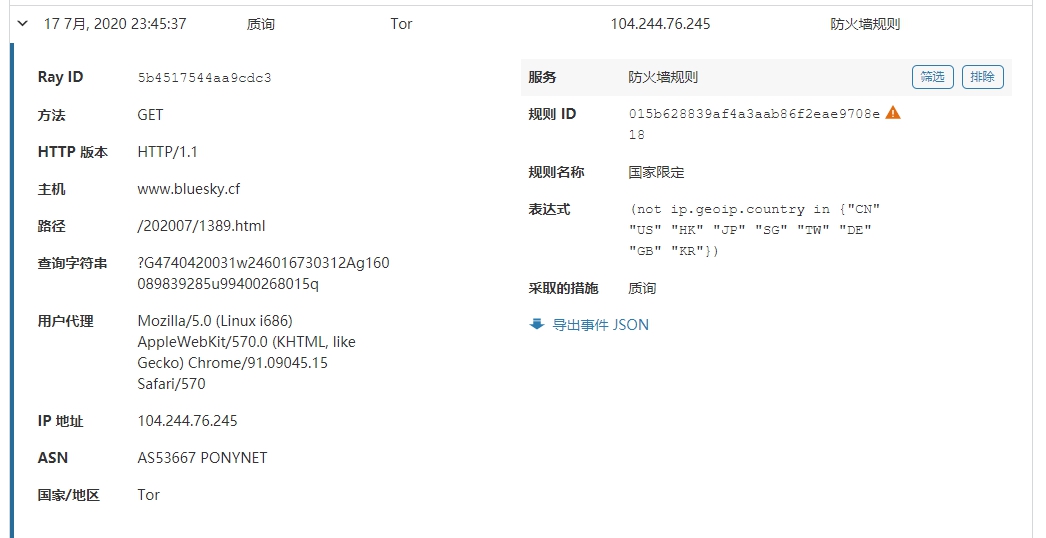 17 7月, 2020 23:45:37 质询 Tor 104.244.76.245 防火墙规则
Ray ID 5b4517544aa9cdc3
方法 GET
HTTP 版本 HTTP/1.1
主机 www.bluesky.cf
路径 /202007/1389.html
查询字符串 ?G4740420031w246016730312Ag160
089839285u99400268015q
用户代理 Mozilla/5.0 (Linux i686)
AppleWebKit/570.0 (KHTML, like
Gecko) Chrome/91.09045.15
Safari/570
IP 地址 104.244.76.245
ASN AS53667 PONYNET
国家/地区 Tor
服务 防火墙规则 筛选 排除
规则 ID 015b628839af4a3aab86f2eae9708e
18
规则名称 国家限定
表达式 (not ip.geoip.country in {"CN"
"US" "HK" "JP" "SG" "TW" "DE"
"GB" "KR"})
采取的措施 质询
导出事件 JSON